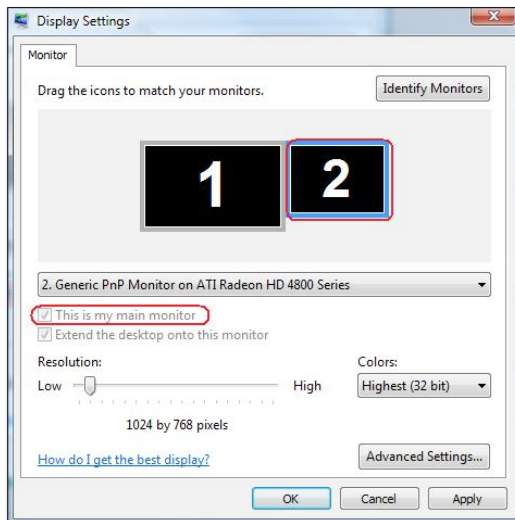 Display Settings
Monitor
Drag the icons to match your monitors.
Identify Monitors
1
2
2. Generic PnP Monitor on ATI Radeon HD 4800 Series
This is my main monitor
Extend the desktop onto this monitor
Resolution:
Colors:
Low
High
Highest (32 bit)
1024 by 768 pixels
How do I get the best display?
Advanced Settings...
OK
Cancel
Apply